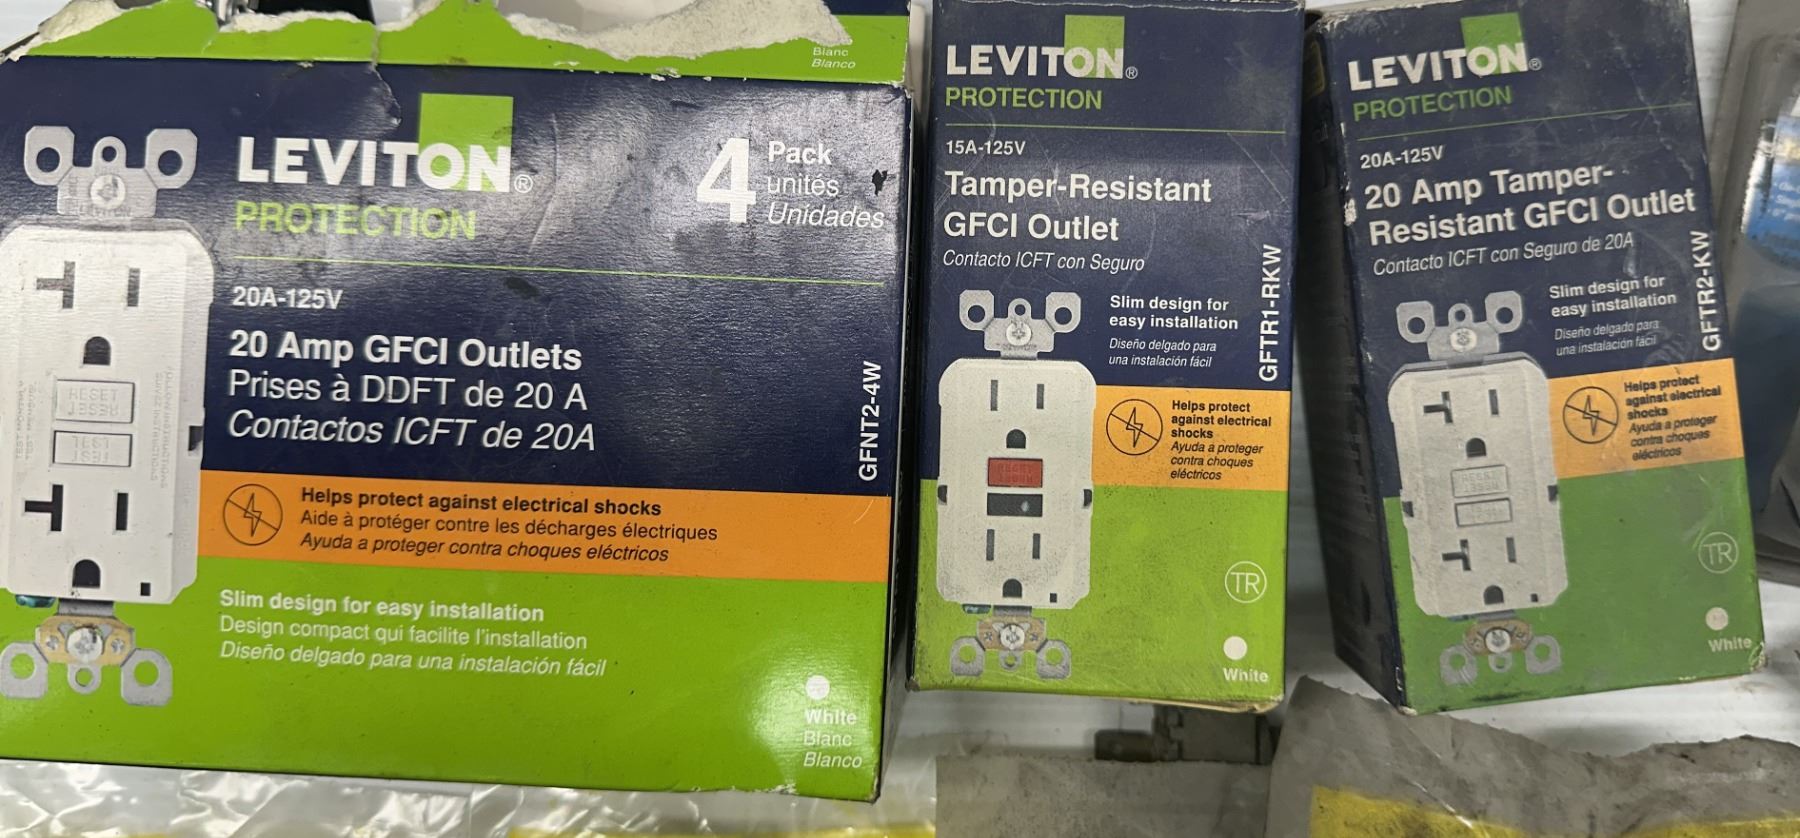 Blanc
Blanco
LEVITON®
PROTECTION
4 Pack
unités
Unidades
20A-125V
20 Amp GFCI Outlets
Prises à DDFT de 20 A
Contactos ICFT de 20A
GFNT2-4W
Helps protect against electrical shocks
Aide à protéger contre les décharges électriques
Ayuda a proteger contra choques eléctricos
Slim design for easy installation
Design compact qui facilite l'installation
Diseño delgado para una instalación fácil
White
Blanc
Blanco
RESET
TEST
LEVITON®
PROTECTION
15A-125V
Tamper-Resistant
GFCI Outlet
Contacto ICFT con Seguro
Slim design for
easy installation
Diseño delgado para
una instalación fácil
GFTR1-RKW
Helps protect
against electrical
shocks
Ayuda a proteger
contra choques
eléctricos
RESET
TR
White
LEVITON®
PROTECTION
20A-125V
20 Amp Tamper-
Resistant GFCI Outlet
Contacto ICFT con Seguro de 20A
Slim design for
easy installation
Diseño delgado para
una instalación fácil
GFTR2-KW
Helps protect
against electrical
shocks
Ayuda a proteger
contra choques
eléctricos
RESET
TR
White